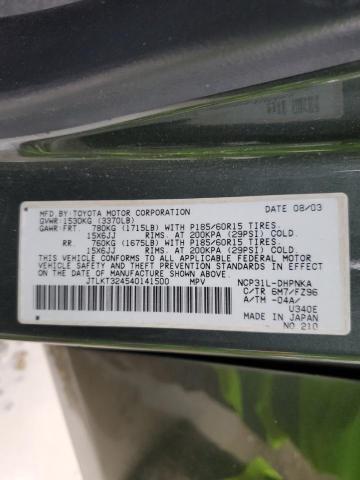 MFD.BY:TOYOTA MOTOR CORPORATION DATE 08/03
GVWR:1530KG (3370LB)
GAWR:FRT. 780KG (1715LB) WITH P185/60R15 TIRES,
15X6JJ RIMS. AT 200KPA (29PSI) COLD.
RR. 760KG (1675LB) WITH P185/60R15 TIRES,
15X6JJ RIMS. AT 200KPA (29PSI) COLD.
THIS VEHICLE CONFORMS TO ALL APPLICABLE FEDERAL MOTOR
VEHICLE SAFETY STANDARDS IN EFFECT ON THE
DATE OF MANUFACTURE SHOWN ABOVE.
JTLKT324540141500 MPV NCP31L-DHPNKA
C/TR 6M7/FZ96
A/TM -04A/
U340E
MADE IN JAPAN
NO.210